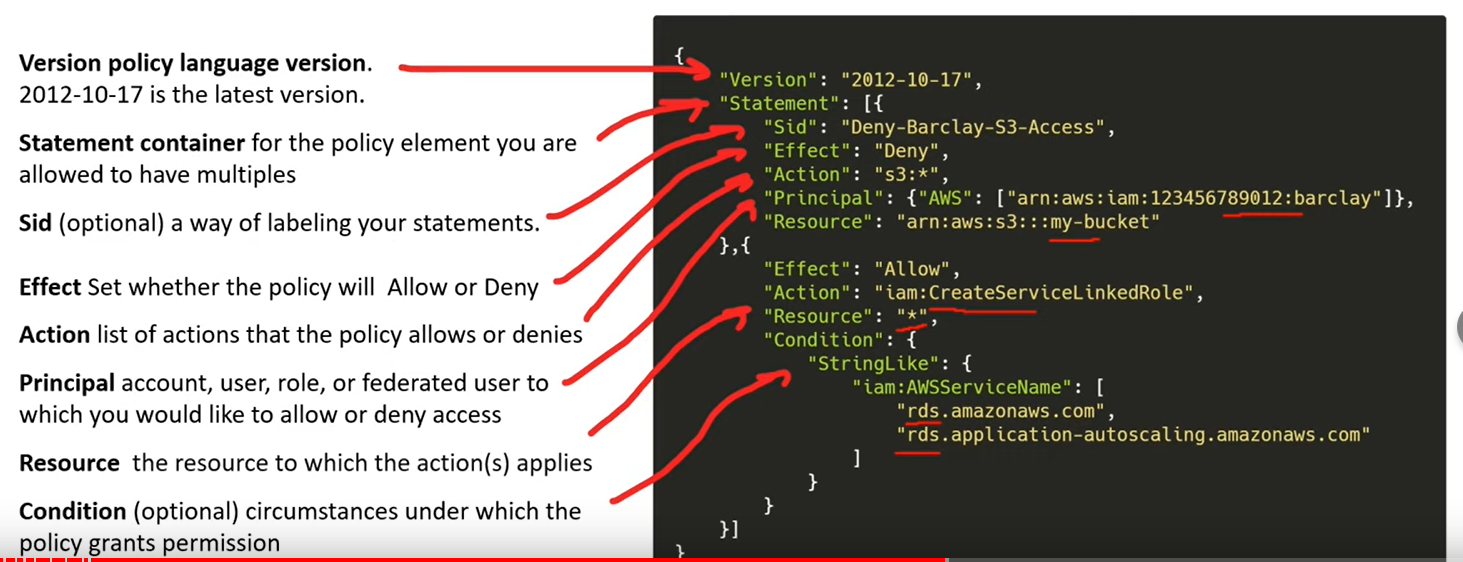 Version policy language version.
2012-10-17 is the latest version.
Statement container for the policy element you are
allowed to have multiples
Sid (optional) a way of labeling your statements.
Effect Set whether the policy will  Allow or Deny
Action list of actions that the policy allows or denies
Principal account, user, role, or federated user to
which you would like to allow or deny access
Resource  the resource to which the action(s) applies
Condition (optional) circumstances under which the
policy grants permission
{
    "Version": "2012-10-17",
    "Statement": [{
        "Sid": "Deny-Barclay-S3-Access",
        "Effect": "Deny",
        "Action": "s3:*",
        "Principal": {"AWS": ["arn:aws:iam:123456789012:barclay"]},
        "Resource": "arn:aws:s3:::my-bucket"
    },{
        "Effect": "Allow",
        "Action": "iam:CreateServiceLinkedRole",
        "Resource": "*",
        "Condition": {
            "StringLike": {
                "iam:AWSServiceName": [
                    "rds.amazonaws.com",
                    "rds.application-autoscaling.amazonaws.com"
                ]
            }
        }
    }]
}